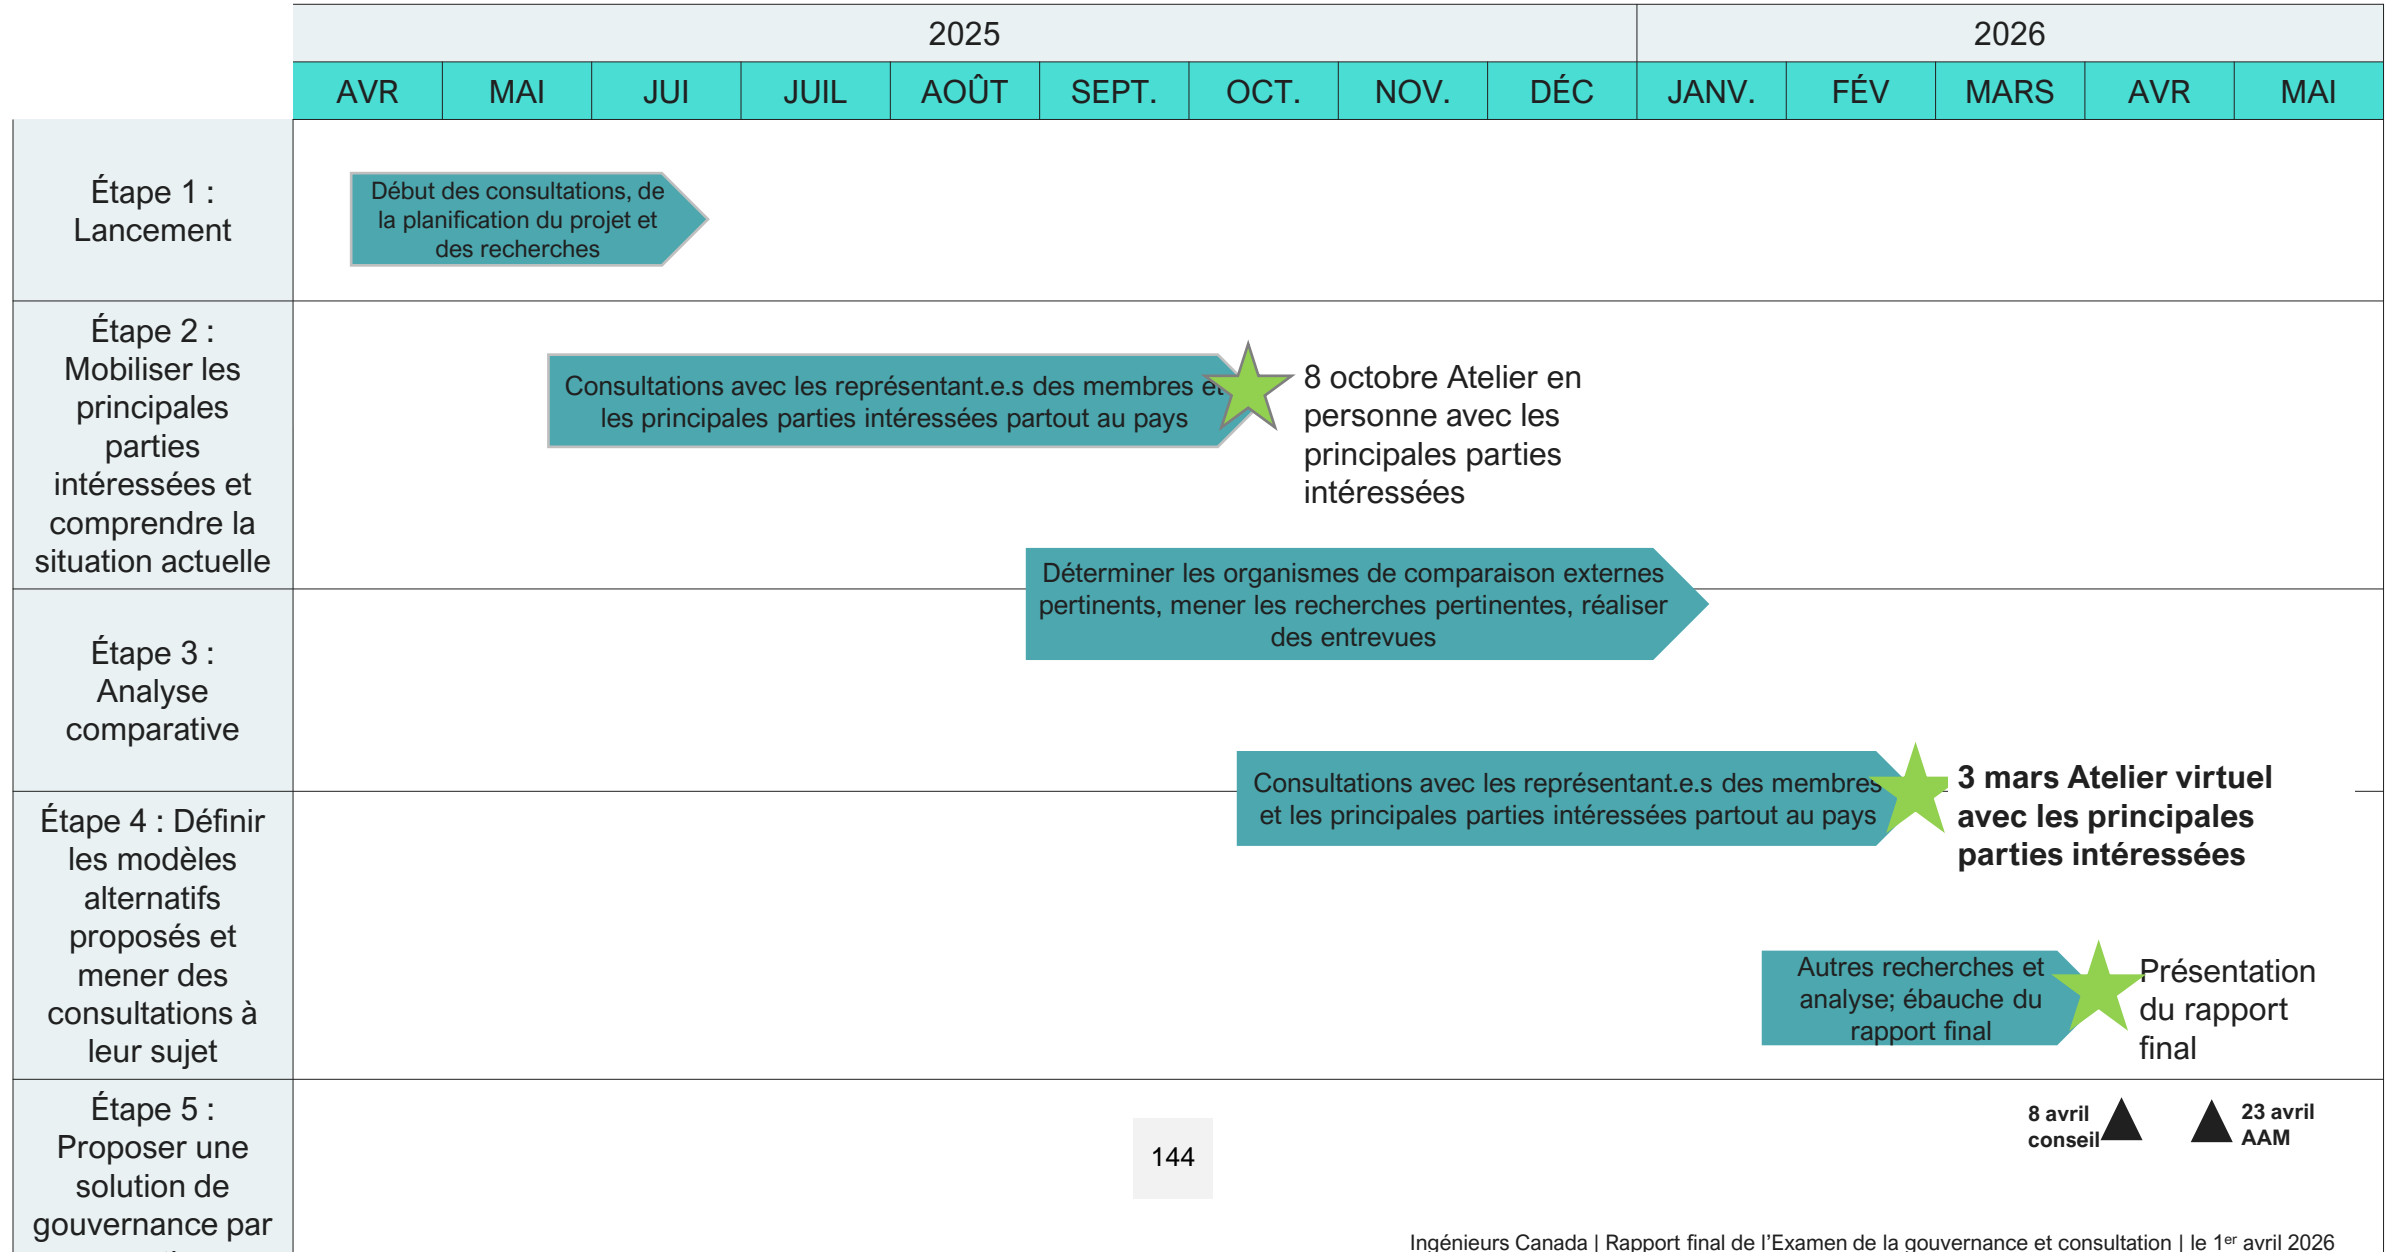 2025
2026
AVR
MAI
JUI
JUIL
AOÛT
SEPT.
OCT.
NOV.
DÉC
JANV.
FÉV
MARS
AVR
MAI
Étape 1 :
Lancement
Début des consultations, de
la planification du projet et
des recherches
Étape 2 :
Mobiliser les
principales
parties
intéressées et
comprendre la
situation actuelle
Consultations avec les représentant.e.s des membres et
les principales parties intéressées partout au pays
8 octobre Atelier en
personne avec les
principales parties
intéressées
Déterminer les organismes de comparaison externes
pertinents, mener les recherches pertinentes, réaliser
des entrevues
Étape 3 :
Analyse
comparative
Consultations avec les représentant.e.s des membres
et les principales parties intéressées partout au pays
3 mars Atelier virtuel
avec les principales
parties intéressées
Étape 4 : Définir
les modèles
alternatifs
proposés et
mener des
consultations à
leur sujet
Autres recherches et
analyse; ébauche du
rapport final
Présentation
du rapport
final
Étape 5 :
Proposer une
solution de
gouvernance par
8 avril
conseil
23 avril
AAM
144
Ingénieurs Canada | Rapport final de l'Examen de la gouvernance et consultation | le 1er avril 2026